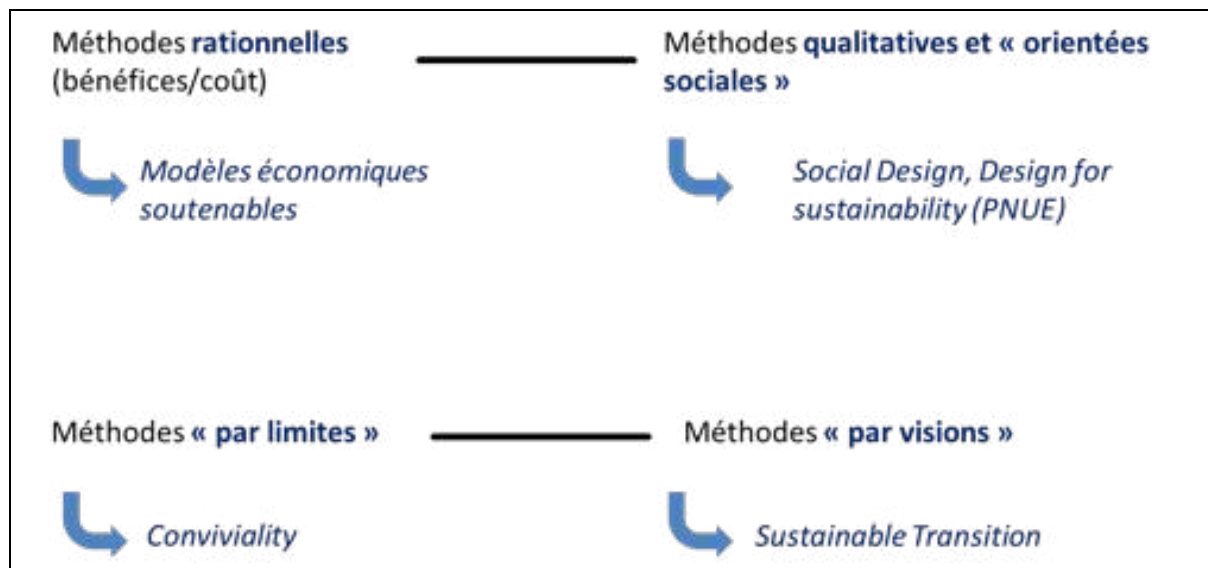 Méthodes rationnelles
(bénéfices/coût)
Méthodes qualitatives et « orientées
sociales »
Modèles économiques
soutenables
Social Design, Design for
sustainability (PNUE)
Méthodes « par limites »
Méthodes « par visions »
Conviviality
Sustainable Transition